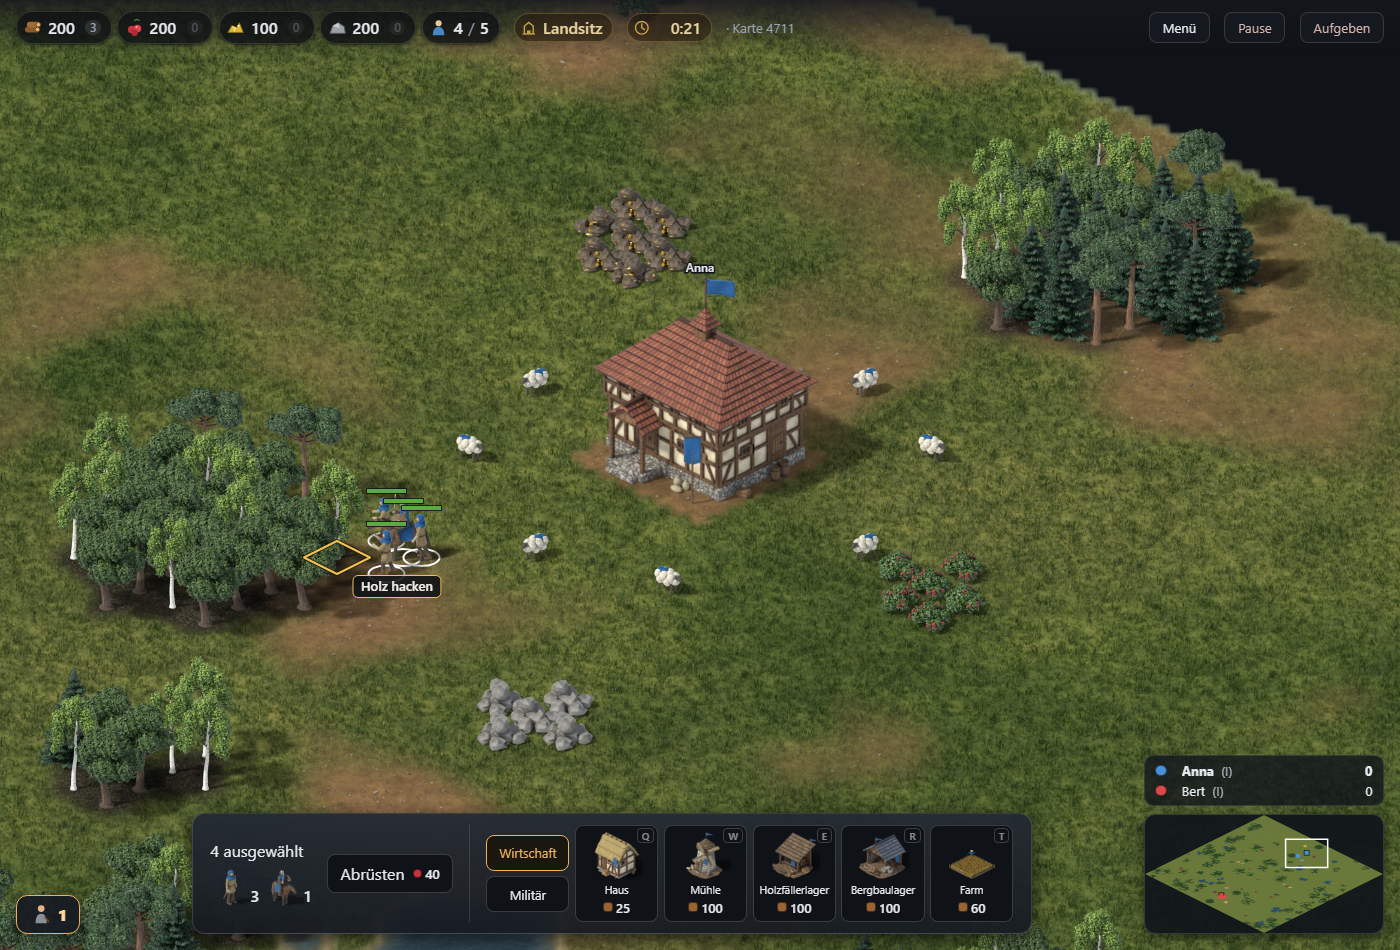 200 3 200 0 100 0 200 0 4 / 5 Landsitz 0:21 · Karte 4711 Menü Pause Aufgeben
Anna
Holz hacken
Anna (I) 0
Bert (I) 0
4 ausgewählt
3 1
Abrüsten 40
Wirtschaft
Militär
Q W E R T
Haus Mühle Holzfällerlager Bergbaulager Farm
25 100 100 100 60
1